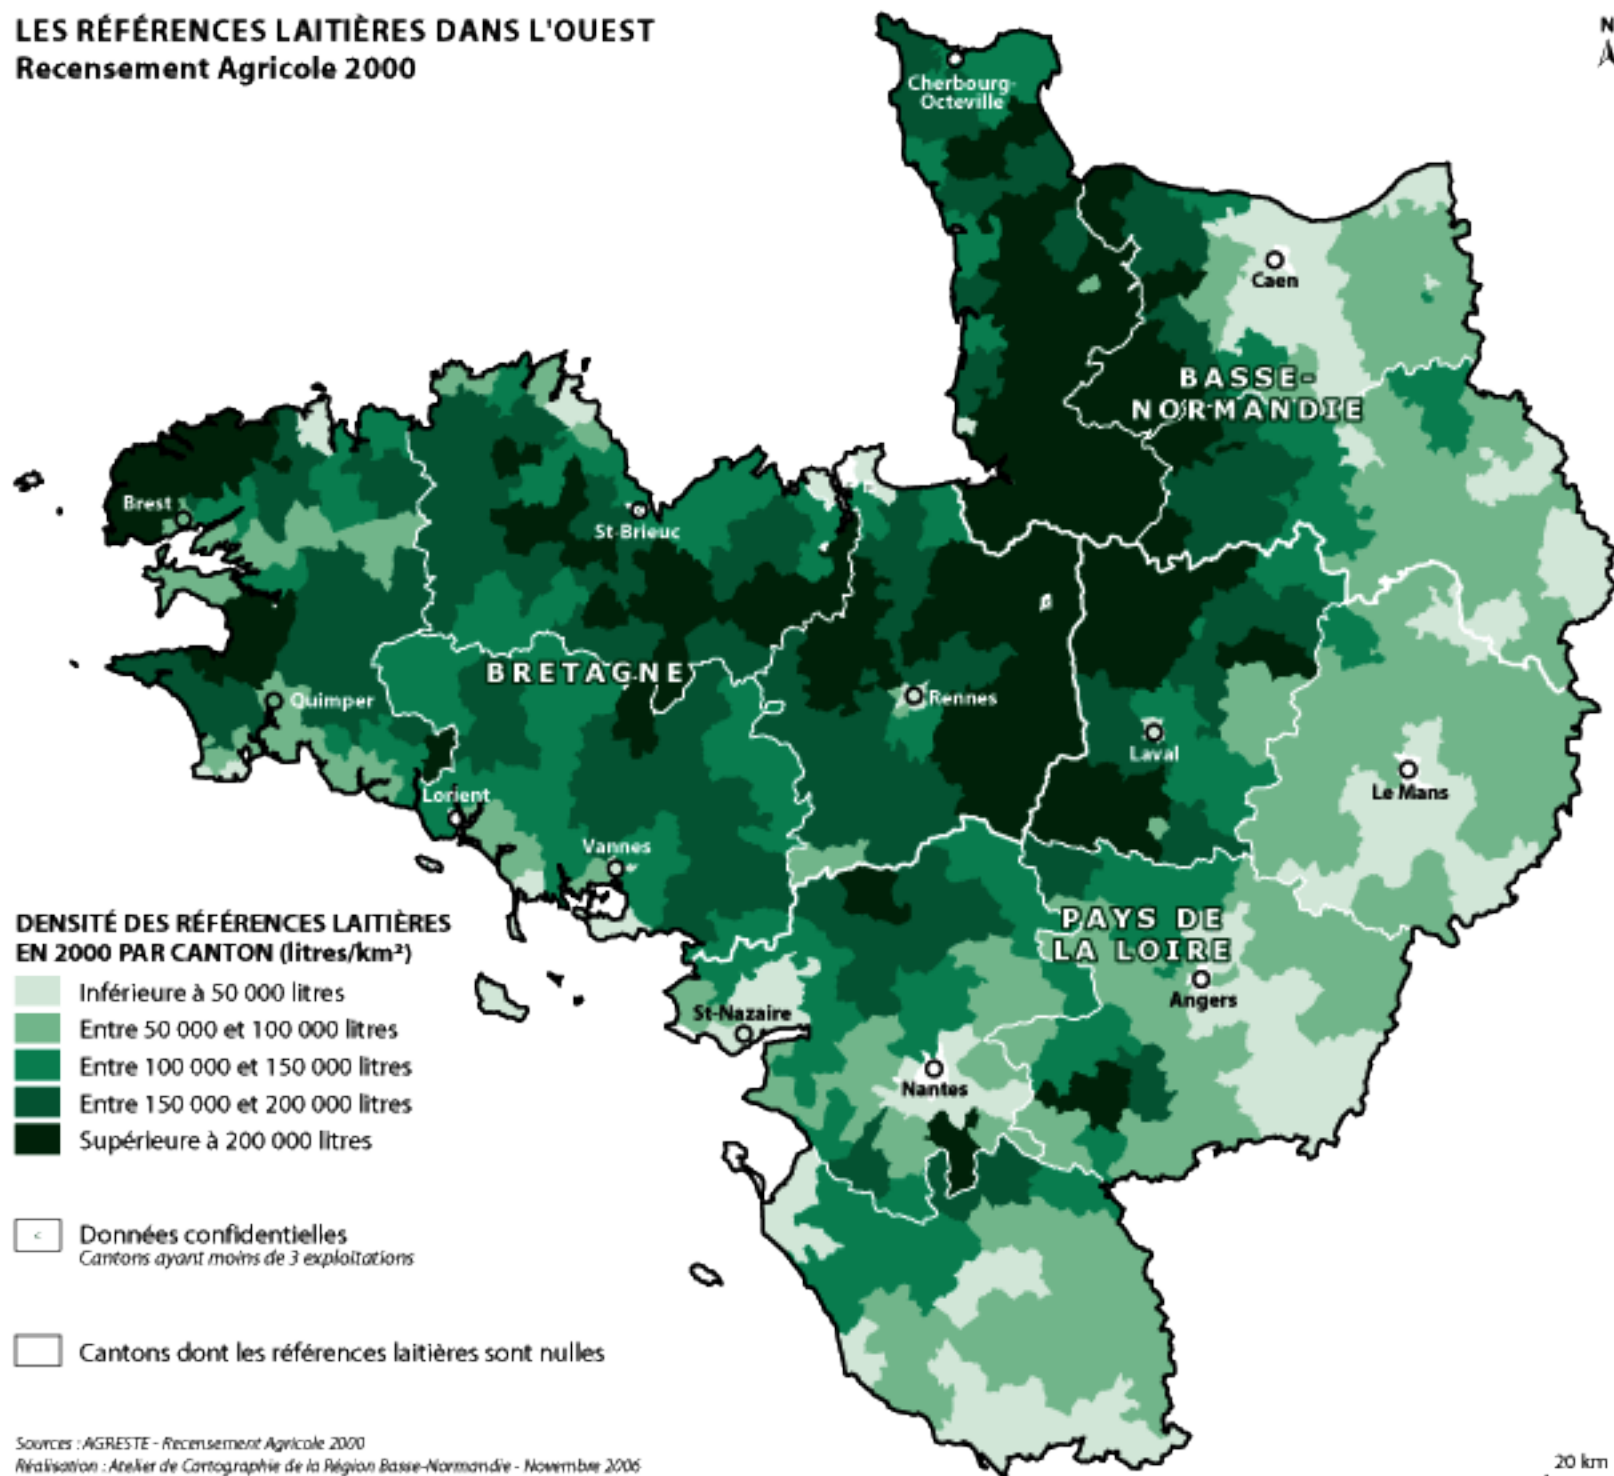 LES RÉFÉRENCES LAITIÈRES DANS L'OUEST
Recensement Agricole 2000
N
Cherbourg-
Octeville
Caen
BASSE-
NORMANDIE
Brest
St-Brieuc
BRETAGNE
Quimper
Rennes
Laval
Le Mans
Lorient
Vannes
PAYS DE
LA LOIRE
Angers
St-Nazaire
Nantes
DENSITÉ DES RÉFÉRENCES LAITIÈRES
EN 2000 PAR CANTON (litres/km²)
Inférieure à 50 000 litres
Entre 50 000 et 100 000 litres
Entre 100 000 et 150 000 litres
Entre 150 000 et 200 000 litres
Supérieure à 200 000 litres
c Données confidentielles
Cantons ayant moins de 3 exploitations
Cantons dont les références laitières sont nulles
Sources : AGRESTE - Recensement Agricole 2000
Réalisation : Atelier de Cartographie de la Région Basse-Normandie - Novembre 2006
20 km